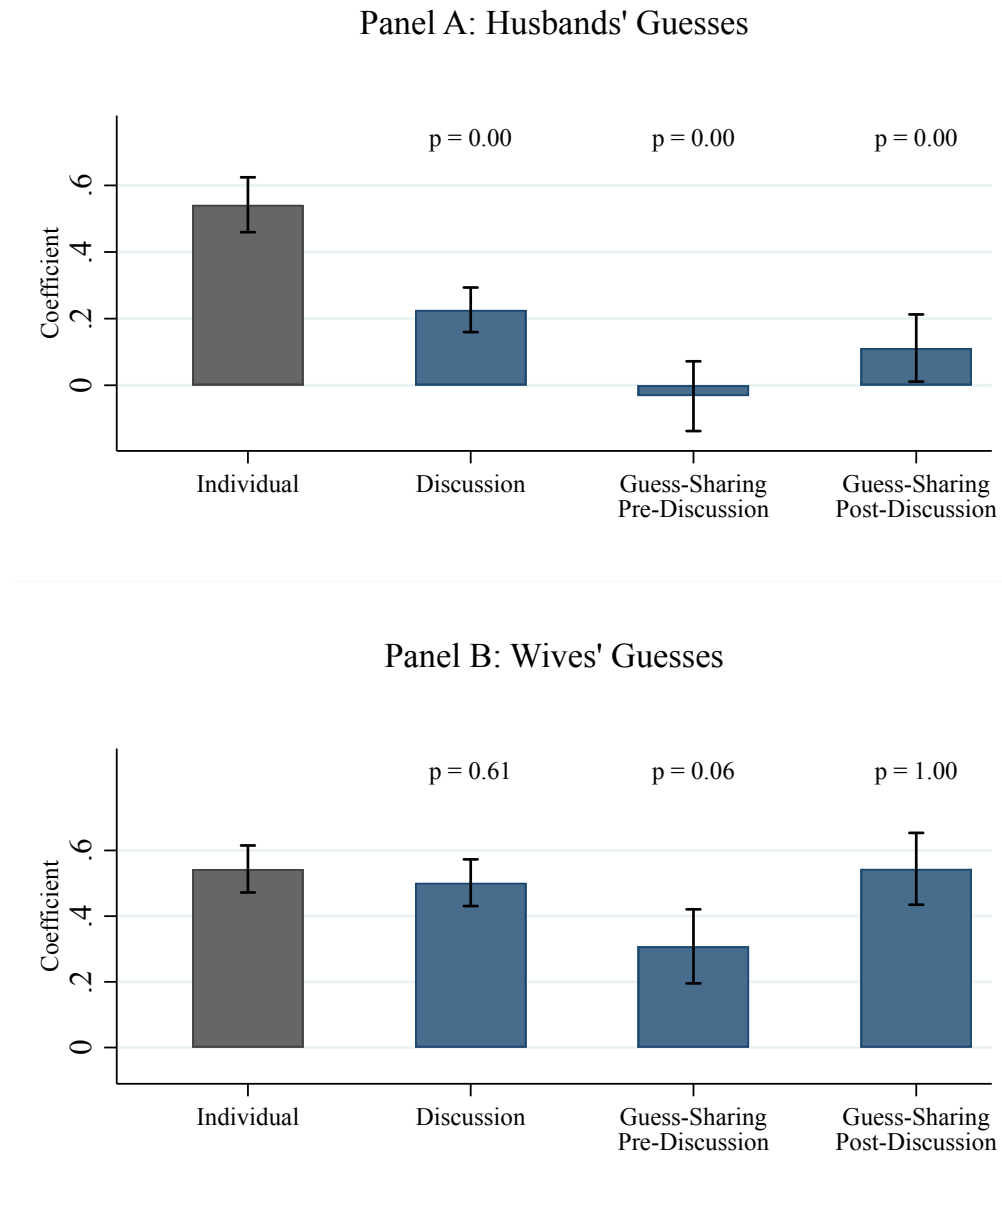 Panel A: Husbands' Guesses
p = 0.00 p = 0.00 p = 0.00
Coefficient
.6
.4
.2
0
Individual Discussion Guess-Sharing Guess-Sharing
Pre-Discussion Post-Discussion
Panel B: Wives' Guesses
p = 0.61 p = 0.06 p = 1.00
Coefficient
.6
.4
.2
0
Individual Discussion Guess-Sharing Guess-Sharing
Pre-Discussion Post-Discussion